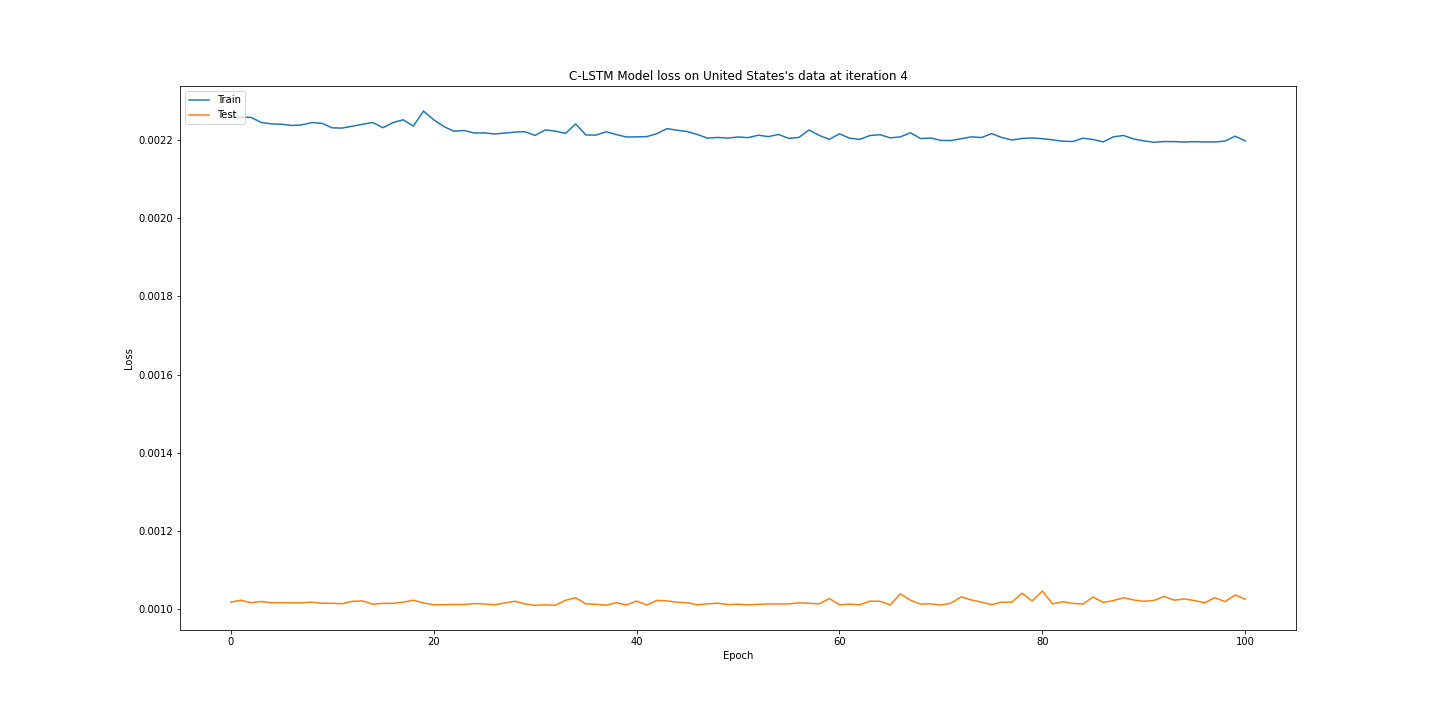 C-LSTM Model loss on United States's data at iteration 4
Train
Test
0.0022
0.0020
0.0018
0.0016
0.0014
0.0012
0.0010
Loss
0 20 40 60 80 100
Epoch